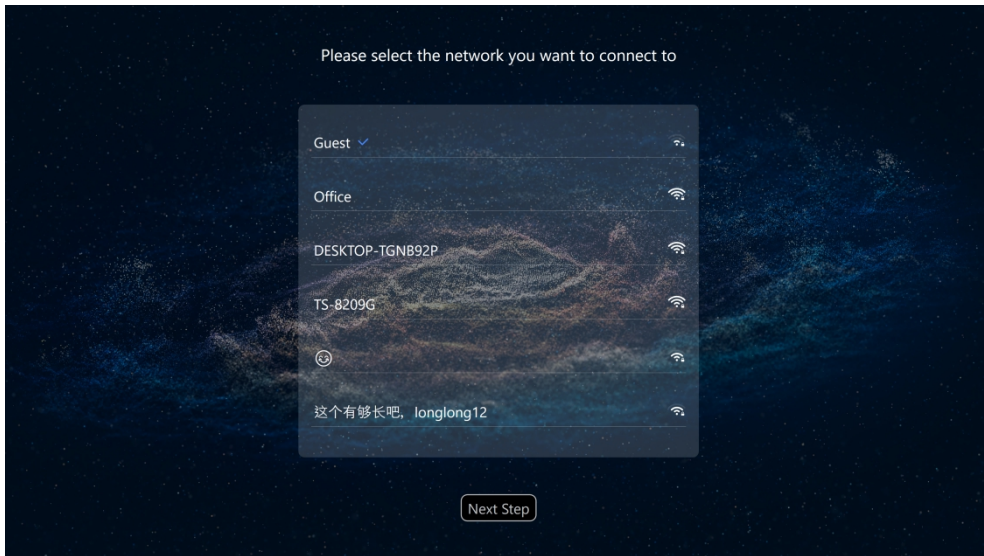 Please select the network you want to connect to
Guest
Office
DESKTOP-TGNB92P
TS-8209G
😊
这个有够长吧，longlong12
Next Step